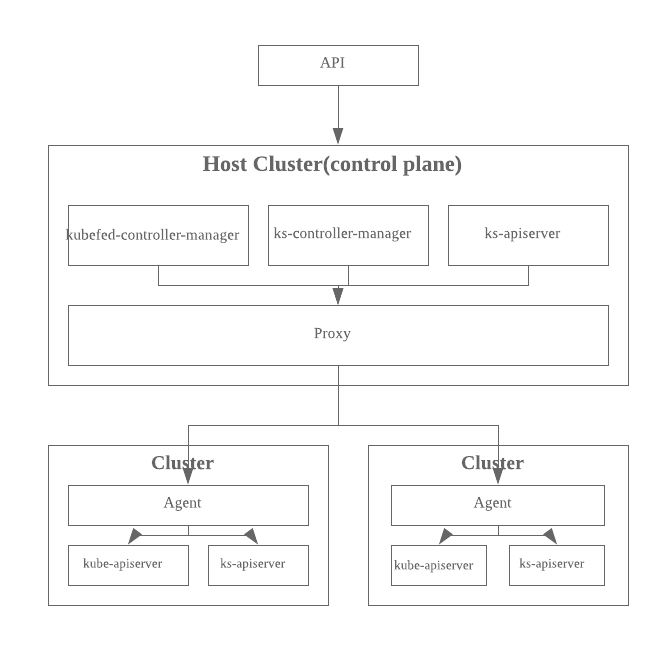 API
Host Cluster(control plane)
kubefed-controller-manager
ks-controller-manager
ks-apiserver
Proxy
Cluster
Agent
kube-apiserver
ks-apiserver
Cluster
Agent
kube-apiserver
ks-apiserver